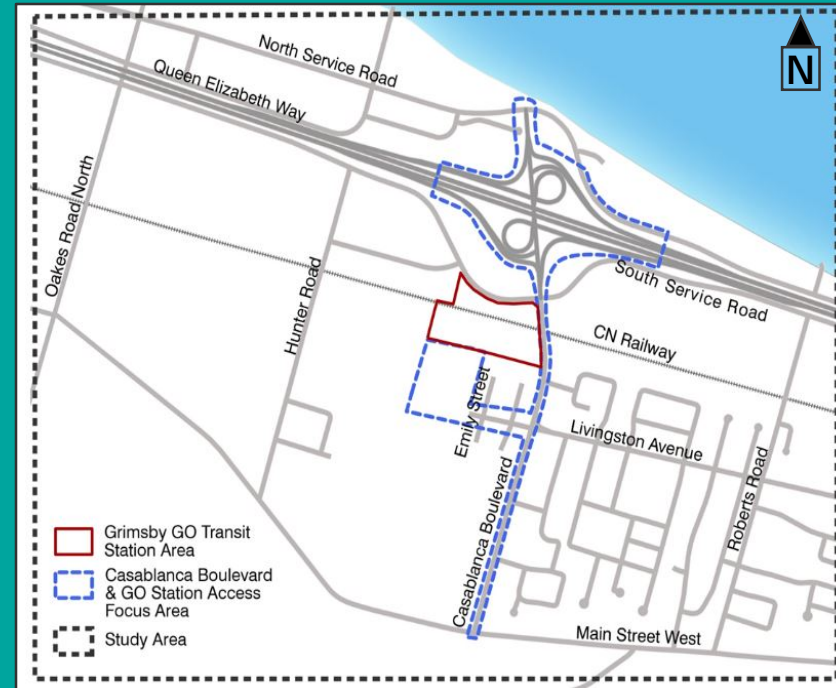 N
North Service Road
Queen Elizabeth Way
Oakes Road North
Hunter Road
South Service Road
CN Railway
Emily Street
Livingston Avenue
Roberts Road
Casablanca Boulevard
Main Street West
Grimsby GO Transit
Station Area
Casablanca Boulevard
& GO Station Access
Focus Area
Study Area